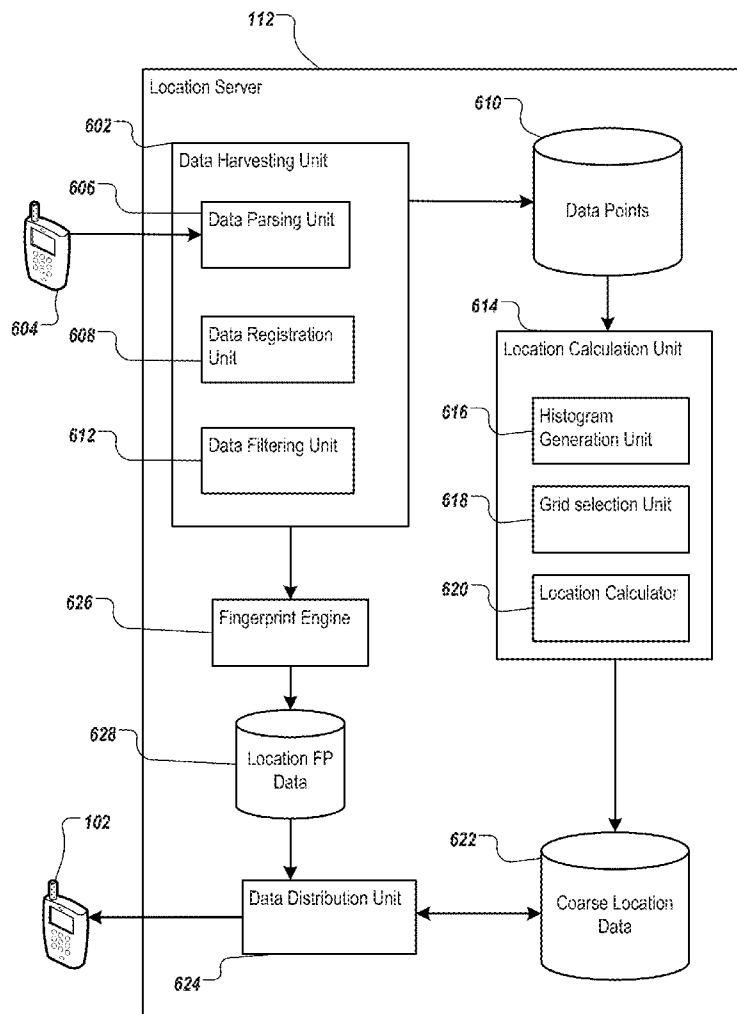 112
Location Server
602
Data Harvesting Unit
606
Data Parsing Unit
604
608
Data Registration
Unit
612
Data Filtering Unit
610
Data Points
614
Location Calculation Unit
616
Histogram
Generation Unit
618
Grid selection Unit
620
Location Calculator
626
Fingerprint Engine
628
Location FP
Data
102
Data Distribution Unit
624
622
Coarse Location
Data